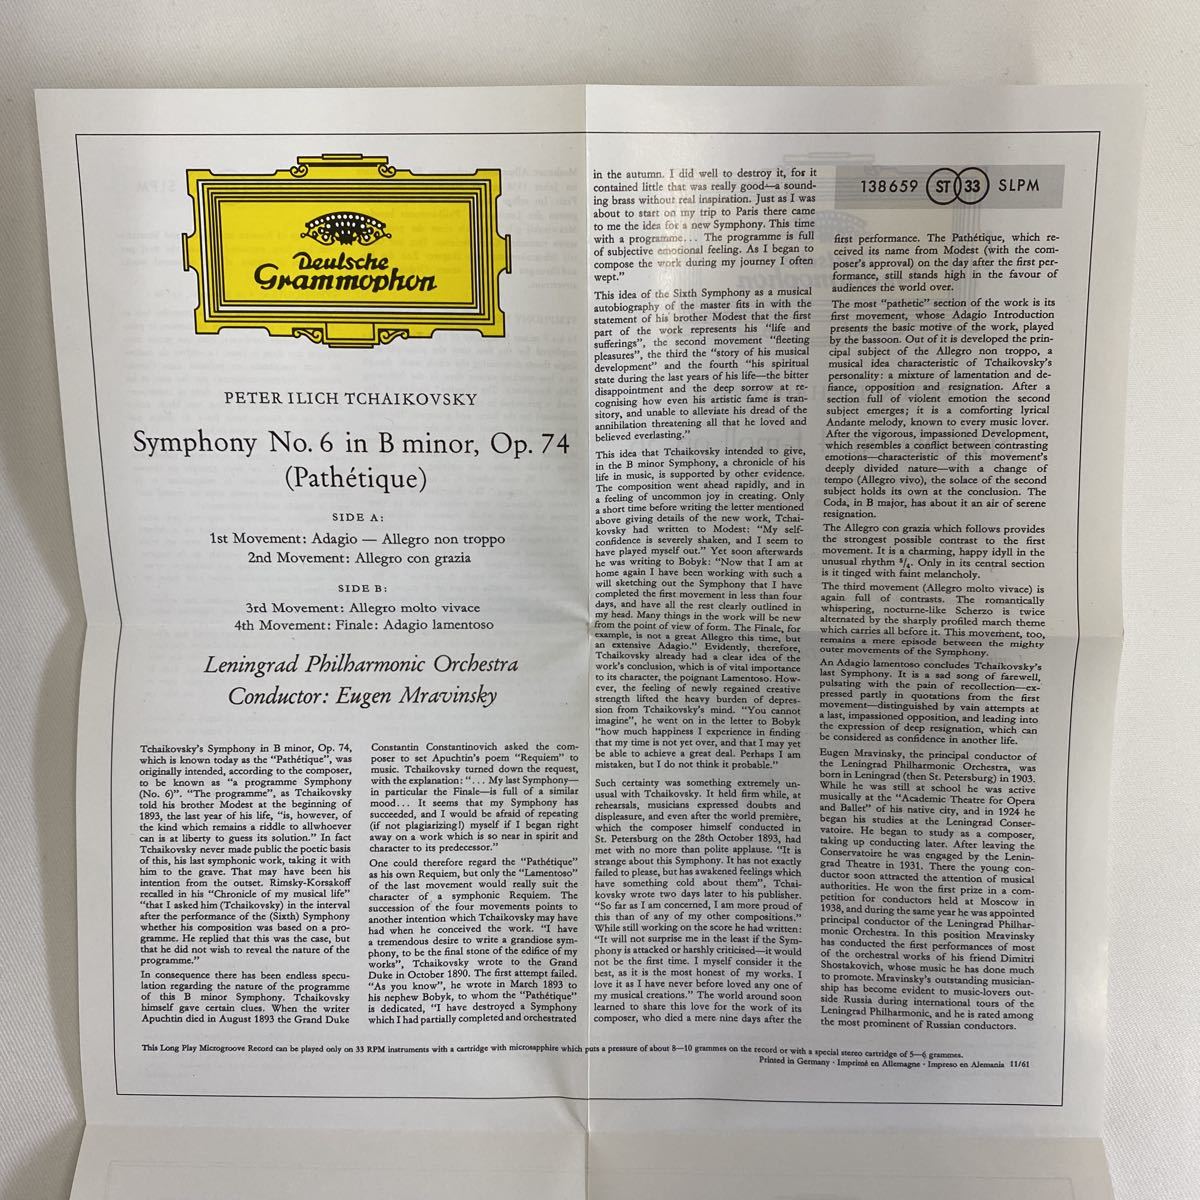 Deutsche
Grammophon
PETER ILICH TCHAIKOVSKY
Symphony No. 6 in B minor, Op. 74
(Pathétique)
SIDE A:
1st Movement: Adagio — Allegro non troppo
2nd Movement: Allegro con grazia
SIDE B:
3rd Movement: Allegro molto vivace
4th Movement: Finale: Adagio lamentoso
Leningrad Philharmonic Orchestra
Conductor: Eugen Mravinsky
Tchaikovsky's Symphony in B minor, Op. 74,
which is known today as the “Pathétique”, was
originally intended, according to the composer,
to be known as “a programme Symphony
(No. 6)”. “The programme”, as Tchaikovsky
told his brother Modest at the beginning of
1893, the last year of his life, “is, however, of
the kind which remains a riddle to allwhoever
can is at liberty to guess its solution.” In fact
Tchaikovsky never made public the poetic basis
of this, his last symphonic work, taking it with
him to the grave. That may have been his
intention from the outset. Rimsky-Korsakoff
recalled in his “Chronicle of my musical life”
“that I asked him (Tchaikovsky) in the interval
after the performance of the (Sixth) Symphony
whether his composition was based on a pro-
gramme. He replied that this was the case, but
that he did not wish to reveal the nature of the
programme.”
In consequence there has been endless specu-
lation regarding the nature of the programme
of this B minor Symphony. Tchaikovsky
himself gave certain clues. When the writer
Apuchtin died in August 1893 the Grand Duke
Constantin Constantinovich asked the com-
poser to set Apuchtin's poem “Requiem” to
music. Tchaikovsky turned down the request,
with the explanation: “... My last Symphony—
in particular the Finale—is full of a similar
mood... It seems that my Symphony has
succeeded, and I would be afraid of repeating
(if not plagiarizing!) myself if I began right
away on a work which is so near in spirit and
character to its predecessor.”
One could therefore regard the “Pathétique”
as his own Requiem, but only the “Lamentoso”
of the last movement would really suit the
character of a symphonic Requiem. The
succession of the four movements points to
another intention which Tchaikovsky may have
had when he conceived the work. “I have
a tremendous desire to write a grandiose sym-
phony, to be the final stone of the edifice of my
works”, Tchaikovsky wrote to the Grand
Duke in October 1890. The first attempt failed.
“As you know”, he wrote in March 1893 to
his nephew Bobyk, to whom the “Pathétique”
is dedicated, “I have destroyed a Symphony
which I had partially completed and orchestrated
in the autumn. I did well to destroy it, for it
contained little that was really good—a sound-
ing brass without real inspiration. Just as I was
about to start on my trip to Paris there came
to me the idea for a new Symphony. This time
with a programme... The programme is full
of subjective emotional feeling. As I began to
compose the work during my journey I often
wept.”
This idea of the Sixth Symphony as a musical
autobiography of the master fits in with the
statement of his brother Modest that the first
part of the work represents his “life and
sufferings”, the second movement “fleeting
pleasures”, the third the “story of his musical
development” and the fourth “his spiritual
state during the last years of his life—the bitter
disappointment and the deep sorrow at re-
cognising how even his artistic fame is tran-
sitory, and unable to alleviate his dread of the
annihilation threatening all that he loved and
believed everlasting.”
This idea that Tchaikovsky intended to give,
in the B minor Symphony, a chronicle of his
life in music, is supported by other evidence.
The composition went ahead rapidly, and in
a feeling of uncommon joy in creating. Only
a short time before writing the letter mentioned
above giving details of the new work, Tchai-
kovsky had written to Modest: “My self-
confidence is severely shaken, and I seem to
have played myself out.” Yet soon afterwards
he was writing to Bobyk: “Now that I am at
home again I have been working with such a
will sketching out the Symphony that I have
completed the first movement in less than four
days, and have all the rest clearly outlined in
my head. Many things in the work will be new
from the point of view of form. The Finale, for
example, is not a great Allegro this time, but
an extensive Adagio.” Evidently, therefore,
Tchaikovsky already had a clear idea of the
work's conclusion, which is of vital importance
to its character, the poignant Lamentoso. How-
ever, the feeling of newly regained creative
strength lifted the heavy burden of depres-
sion from Tchaikovsky's mind. “You cannot
imagine”, he went on in the letter to Bobyk
“how much happiness I experience in finding
that my time is not yet over, and that I may yet
be able to achieve a great deal. Perhaps I am
mistaken, but I do not think it probable.”
Such certainty was something extremely un-
usual with Tchaikovsky. It held firm while, at
rehearsals, musicians expressed doubts and
displeasure, and even after the world première,
which the composer himself conducted in
St. Petersburg on the 28th October 1893, had
met with no more than polite applause. “It is
strange about this Symphony. It has not exactly
failed to please, but has awakened feelings which
have something cold about them”, Tchai-
kovsky wrote two days later to his publisher.
“So far as I am concerned, I am more proud of
this than of any of my other compositions.”
While still working on the score he had written:
“It will not surprise me in the least if the Sym-
phony is attacked or harshly criticised—it would
not be the first time. I myself consider it the
best, as it is the most honest of my works. I
love it as I have never before loved any one of
my musical creations.” The world around soon
learned to share this love for the work of its
composer, who died a mere nine days after the
138659 ST 33 SLPM
first performance. The Pathétique, which re-
ceived its name from Modest (with the com-
poser's approval) on the day after the first per-
formance, still stands high in the favour of
audiences the world over.
The most “pathetic” section of the work is its
first movement, whose Adagio Introduction
presents the basic motive of the work, played
by the bassoon. Out of it is developed the prin-
cipal subject of the Allegro non troppo, a
musical idea characteristic of Tchaikovsky's
personality: a mixture of lamentation and de-
fiance, opposition and resignation. After a
section full of violent emotion the second
subject emerges; it is a comforting lyrical
Andante melody, known to every music lover.
After the vigorous, impassioned Development,
which resembles a conflict between contrasting
emotions—characteristic of this movement's
deeply divided nature—with a change of
tempo (Allegro vivo), the solace of the second
subject holds its own at the conclusion. The
Coda, in B major, has about it an air of serene
resignation.
The Allegro con grazia which follows provides
the strongest possible contrast to the first
movement. It is a charming, happy idyll in the
unusual rhythm 5/4. Only in its central section
is it tinged with faint melancholy.
The third movement (Allegro molto vivace) is
again full of contrasts. The romantically
whispering, nocturne-like Scherzo is twice
alternated by the sharply profiled march theme
which carries all before it. This movement, too,
remains a mere episode between the mighty
outer movements of the Symphony.
An Adagio lamentoso concludes Tchaikovsky's
last Symphony. It is a sad song of farewell,
pulsating with the pain of recollection—ex-
pressed partly in quotations from the first
movement—distinguished by vain attempts at
a last, impassioned opposition, and leading into
the expression of deep resignation, which can
be considered as confidence in another life.
Eugen Mravinsky, the principal conductor of
the Leningrad Philharmonic Orchestra, was
born in Leningrad (then St. Petersburg) in 1903.
While he was still at school he was active
musically at the “Academic Theatre for Opera
and Ballet” of his native city, and in 1924 he
began his studies at the Leningrad Conser-
vatoire. He began to study as a composer,
taking up conducting later. After leaving the
Conservatoire he was engaged by the Lenin-
grad Theatre in 1931. There the young con-
ductor soon attracted the attention of musical
authorities. He won the first prize in a com-
petition for conductors held at Moscow in
1938, and during the same year he was appointed
principal conductor of the Leningrad Philhar-
monic Orchestra. In this position Mravinsky
has conducted the first performances of most
of the orchestral works of his friend Dimitri
Shostakovich, whose music he has done much
to promote. Mravinsky's outstanding musician-
ship has become evident to music-lovers out-
side Russia during international tours of the
Leningrad Philharmonic, and he is rated among
the most prominent of Russian conductors.
This Long Play Microgroove Record can be played only on 33 RPM instruments with a cartridge with microsapphire which puts a pressure of about 8—10 grammes on the record or with a special stereo cartridge of 5—6 grammes.
Printed in Germany · Imprimé en Allemagne · Impreso en Alemania 11/61